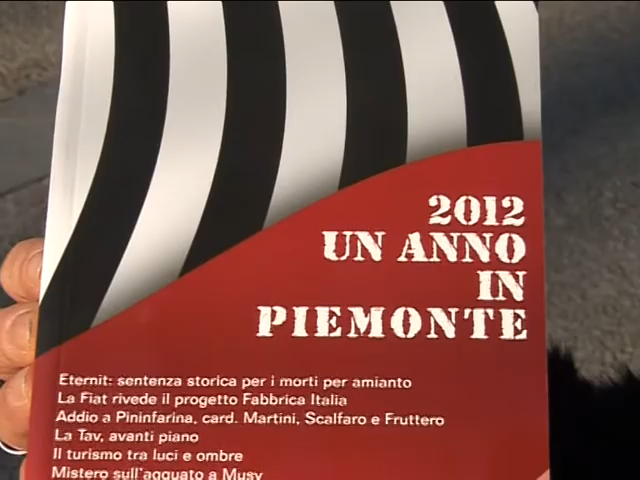 2012
UN ANNO
IN
PIEMONTE
Eternit: sentenza storica per i morti per amianto
La Fiat rivede il progetto Fabbrica Italia
Addio a Pininfarina, card. Martini, Scalfaro e Fruttero
La Tav, avanti piano
Il turismo tra luci e ombre
Mistero sull'agguato a Musy